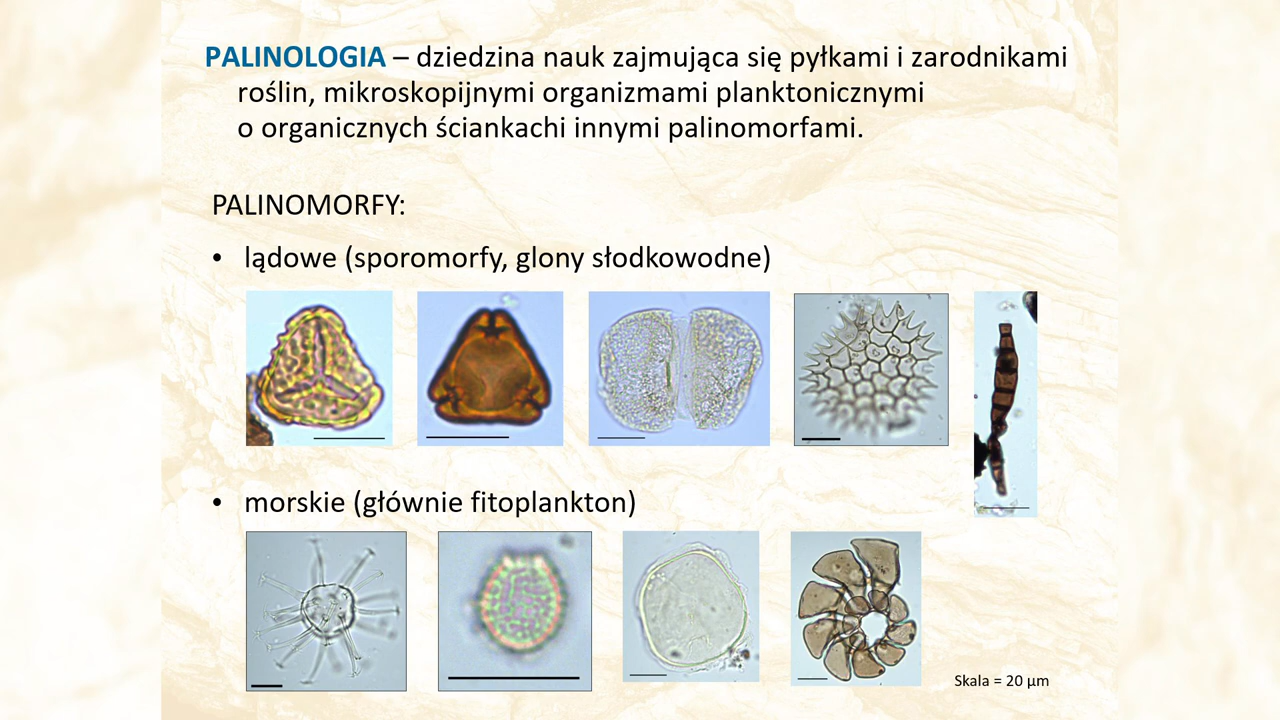 PALINOLOGIA – dziedzina nauk zajmująca się pyłkami i zarodnikami
roślin, mikroskopijnymi organizmami planktonicznymi
o organicznych ściankachi innymi palinomorfami.
PALINOMORFY:
• lądowe (sporomorfy, glony słodkowodne)
• morskie (głównie fitoplankton)
Skala = 20 µm